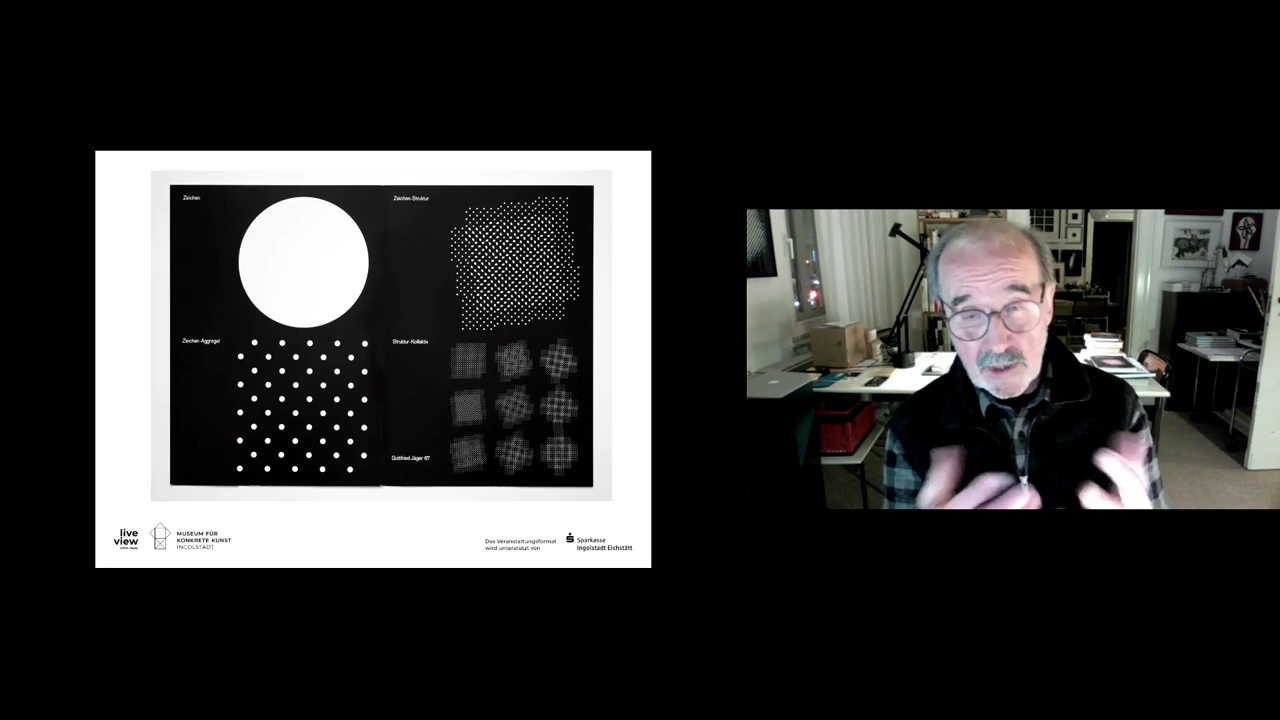 Zeichen
Zeichen-Struktur
Zeichen-Aggregat
Struktur-Kollektiv
Gottfried Jäger 67
live
view
MUSEUM FÜR
KONKRETE KUNST
INGOLSTADT
Das Veranstaltungsformat
wird unterstützt von
Sparkasse
Ingolstadt Eichstätt